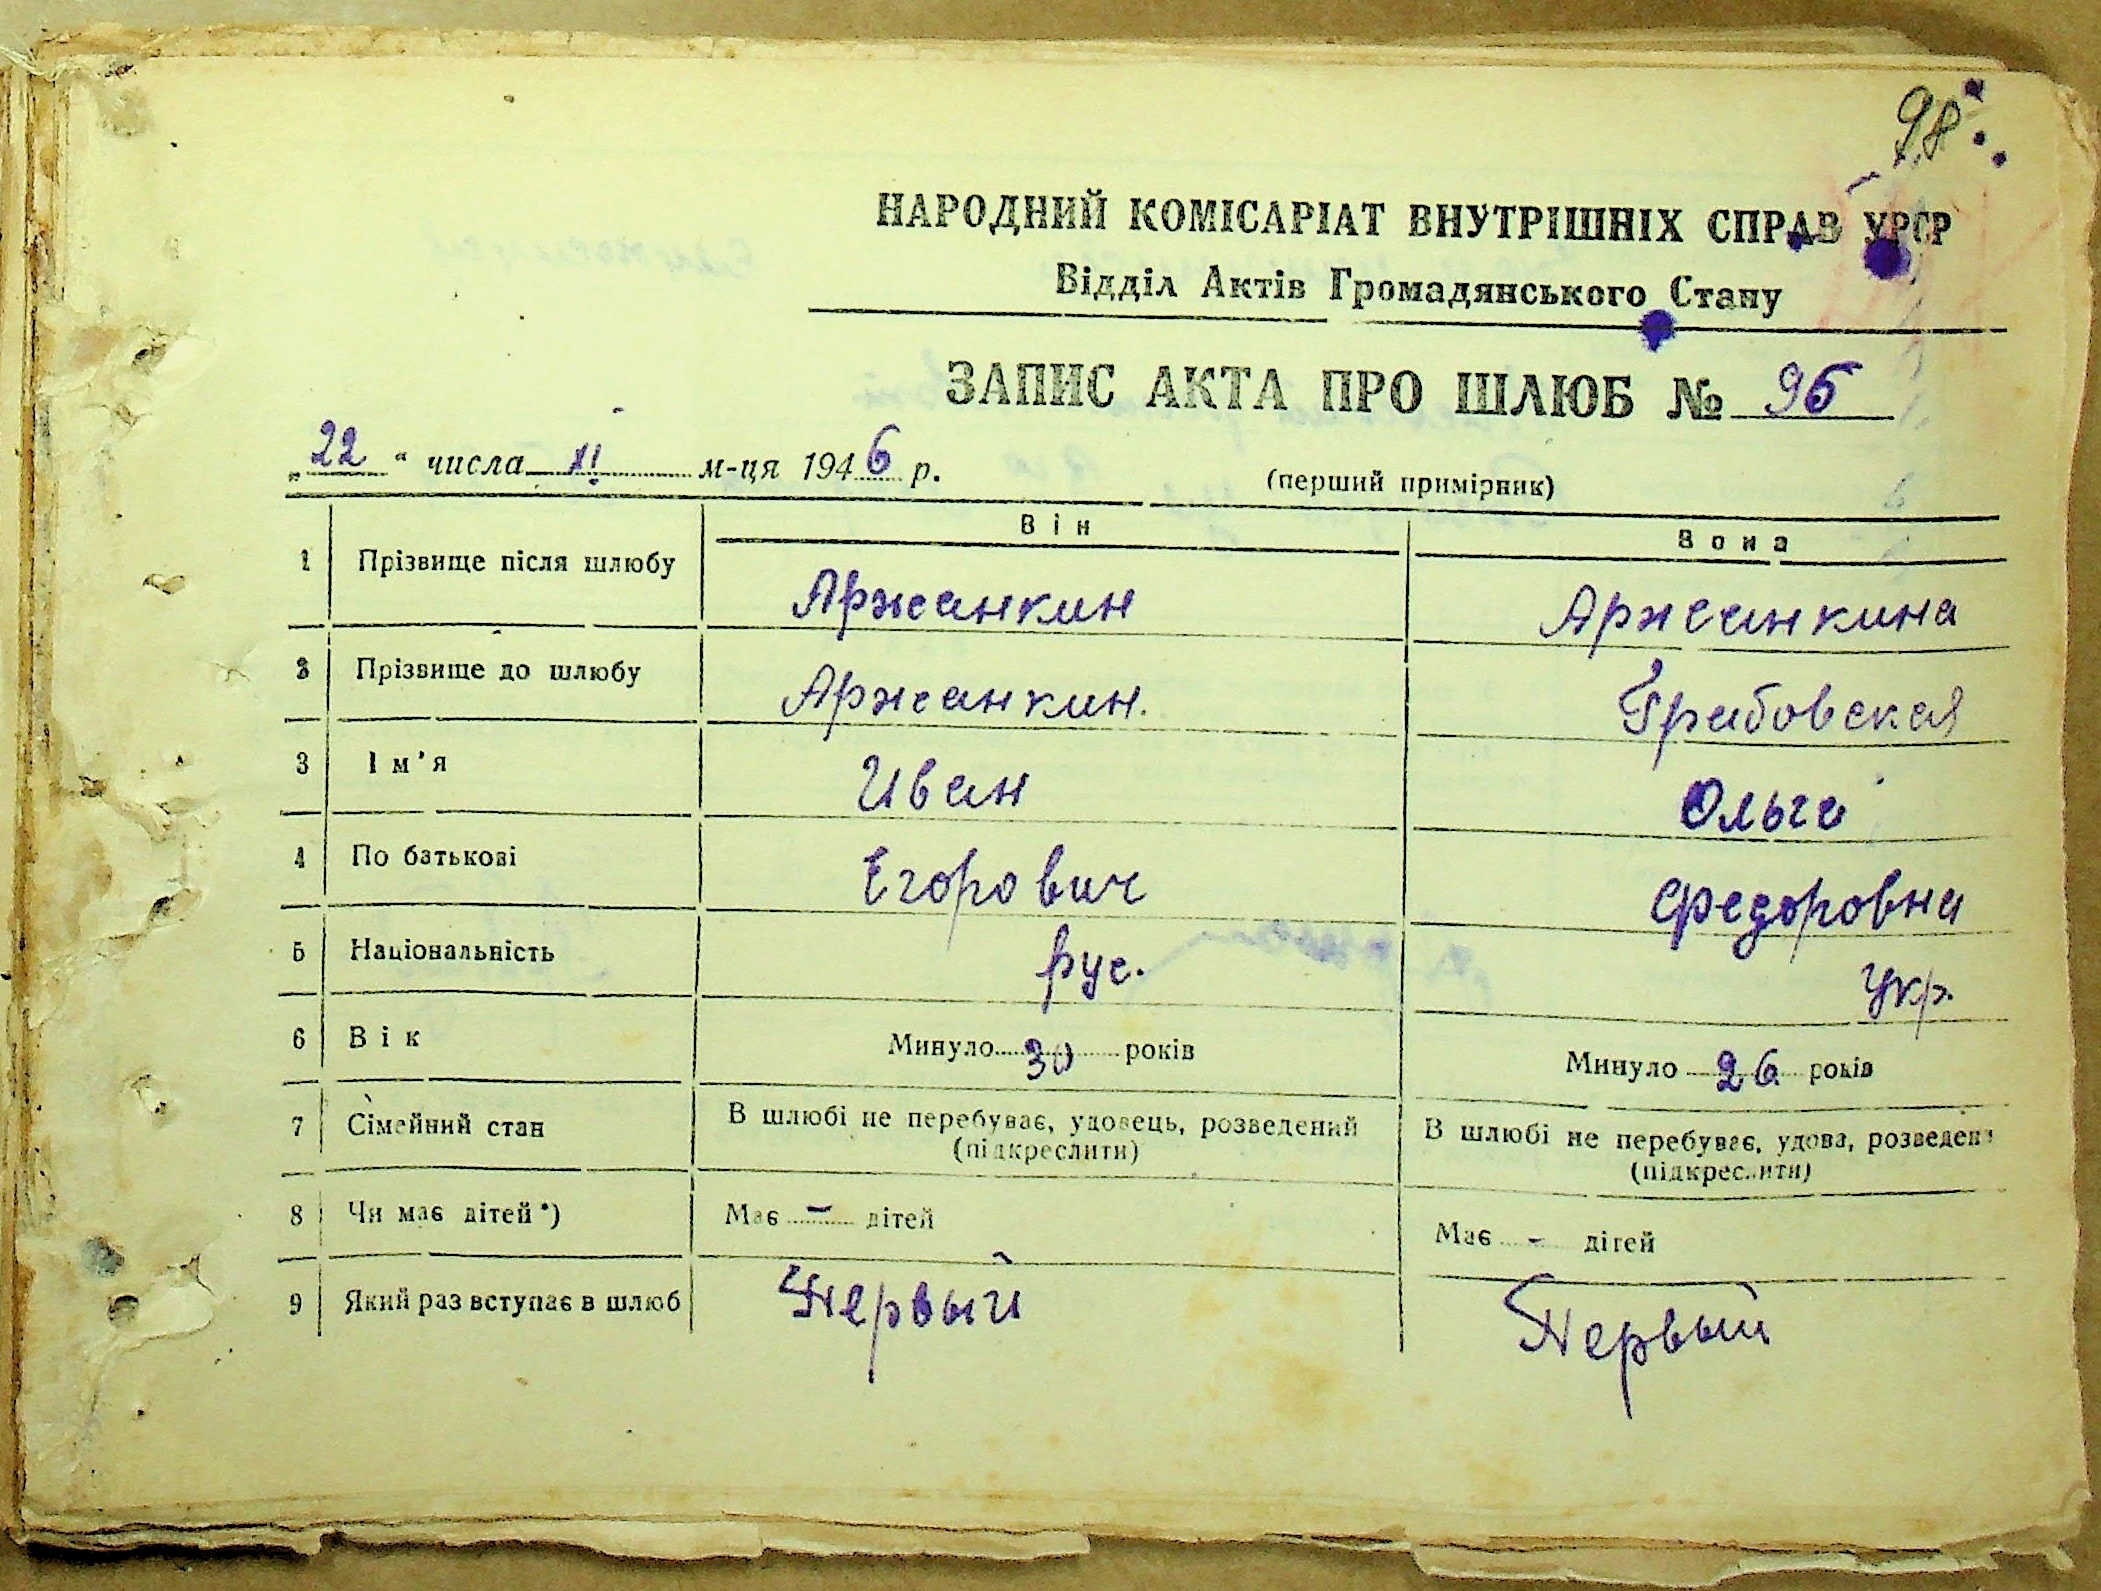 98
НАРОДНИЙ КОМІСАРІАТ ВНУТРІШНІХ СПРАВ УРСР
Відділ Актів Громадянського Стану
ЗАПИС АКТА ПРО ШЛЮБ № 95
„22“ числа XI м-ця 1946 р. (перший примірник)
Він Вона
1 Прізвище після шлюбу Аржанкин Аржанкина
2 Прізвище до шлюбу Аржанкин. Грабовская
3 Ім’я Иван Ольга
4 По батькові Егорович Федоровна
5 Національність рус. Укр.
6 Вік Минуло 30 років Минуло 26 років
7 Сімейний стан В шлюбі не перебуває, удовець, розведений В шлюбі не перебуває, удова, розведена
(підкреслити) (підкреслити)
8 Чи має дітей*) Має — дітей Має - дітей
9 Який раз вступає в шлюб Первый Первый